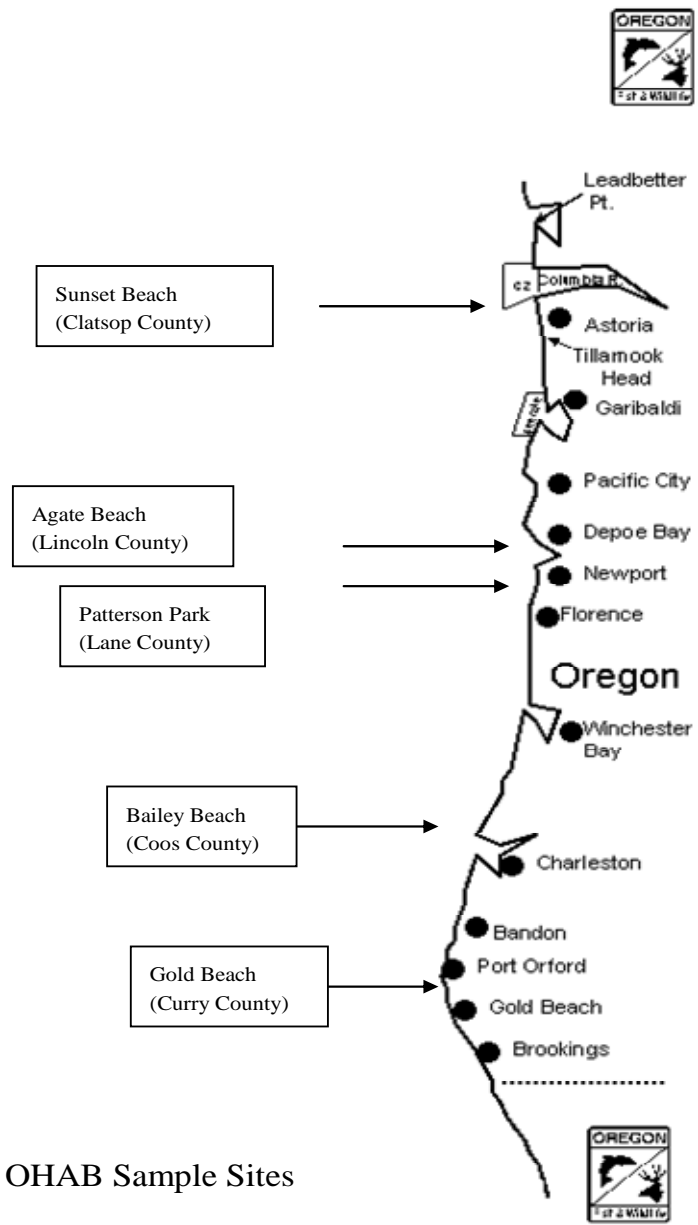 OREGON
Leadbetter
Pt.
Sunset Beach
(Clatsop County)
CZ
Columbia R.
Astoria
Tillamook
Head
Garibaldi
Pacific City
Agate Beach
(Lincoln County)
Depoe Bay
Newport
Patterson Park
(Lane County)
Florence
Oregon
Winchester
Bay
Bailey Beach
(Coos County)
Charleston
Bandon
Gold Beach
(Curry County)
Port Orford
Gold Beach
Brookings
OHAB Sample Sites
OREGON